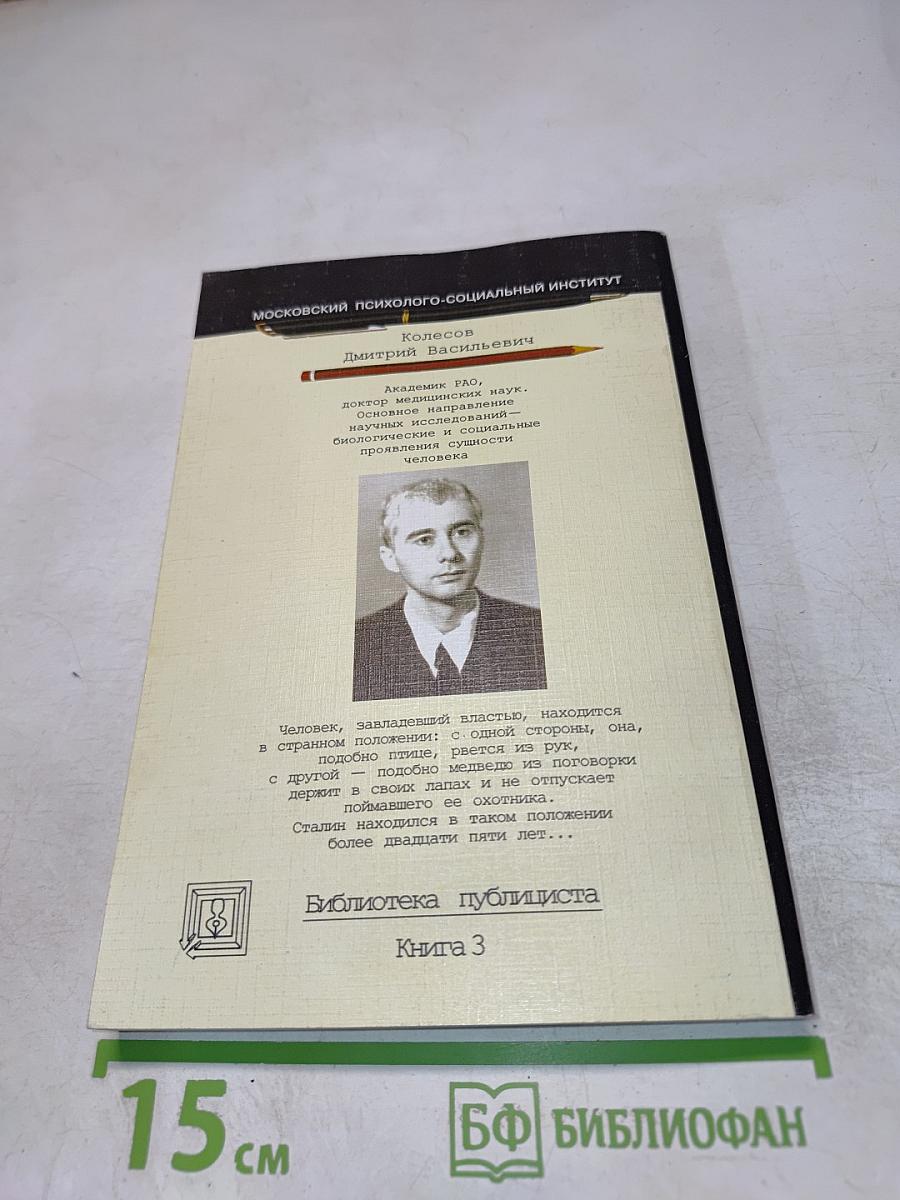 МОСКОВСКИЙ ПСИХОЛОГО-СОЦИАЛЬНЫЙ ИНСТИТУТ
Колесов
Дмитрий Васильевич
Академик РАО,
доктор медицинских наук.
Основное направление
научных исследований—
биологические и социальные
проявления сущности
человека
Человек, завладевший властью, находится
в странном положении: с одной стороны, она,
подобно птице, рвется из рук,
с другой — подобно медведю из поговорки
держит в своих лапах и не отпускает
поймавшего ее охотника.
Сталин находился в таком положении
более двадцати пяти лет...
Библиотека публициста
Книга 3
15 см
БФ БИБЛИОФАН